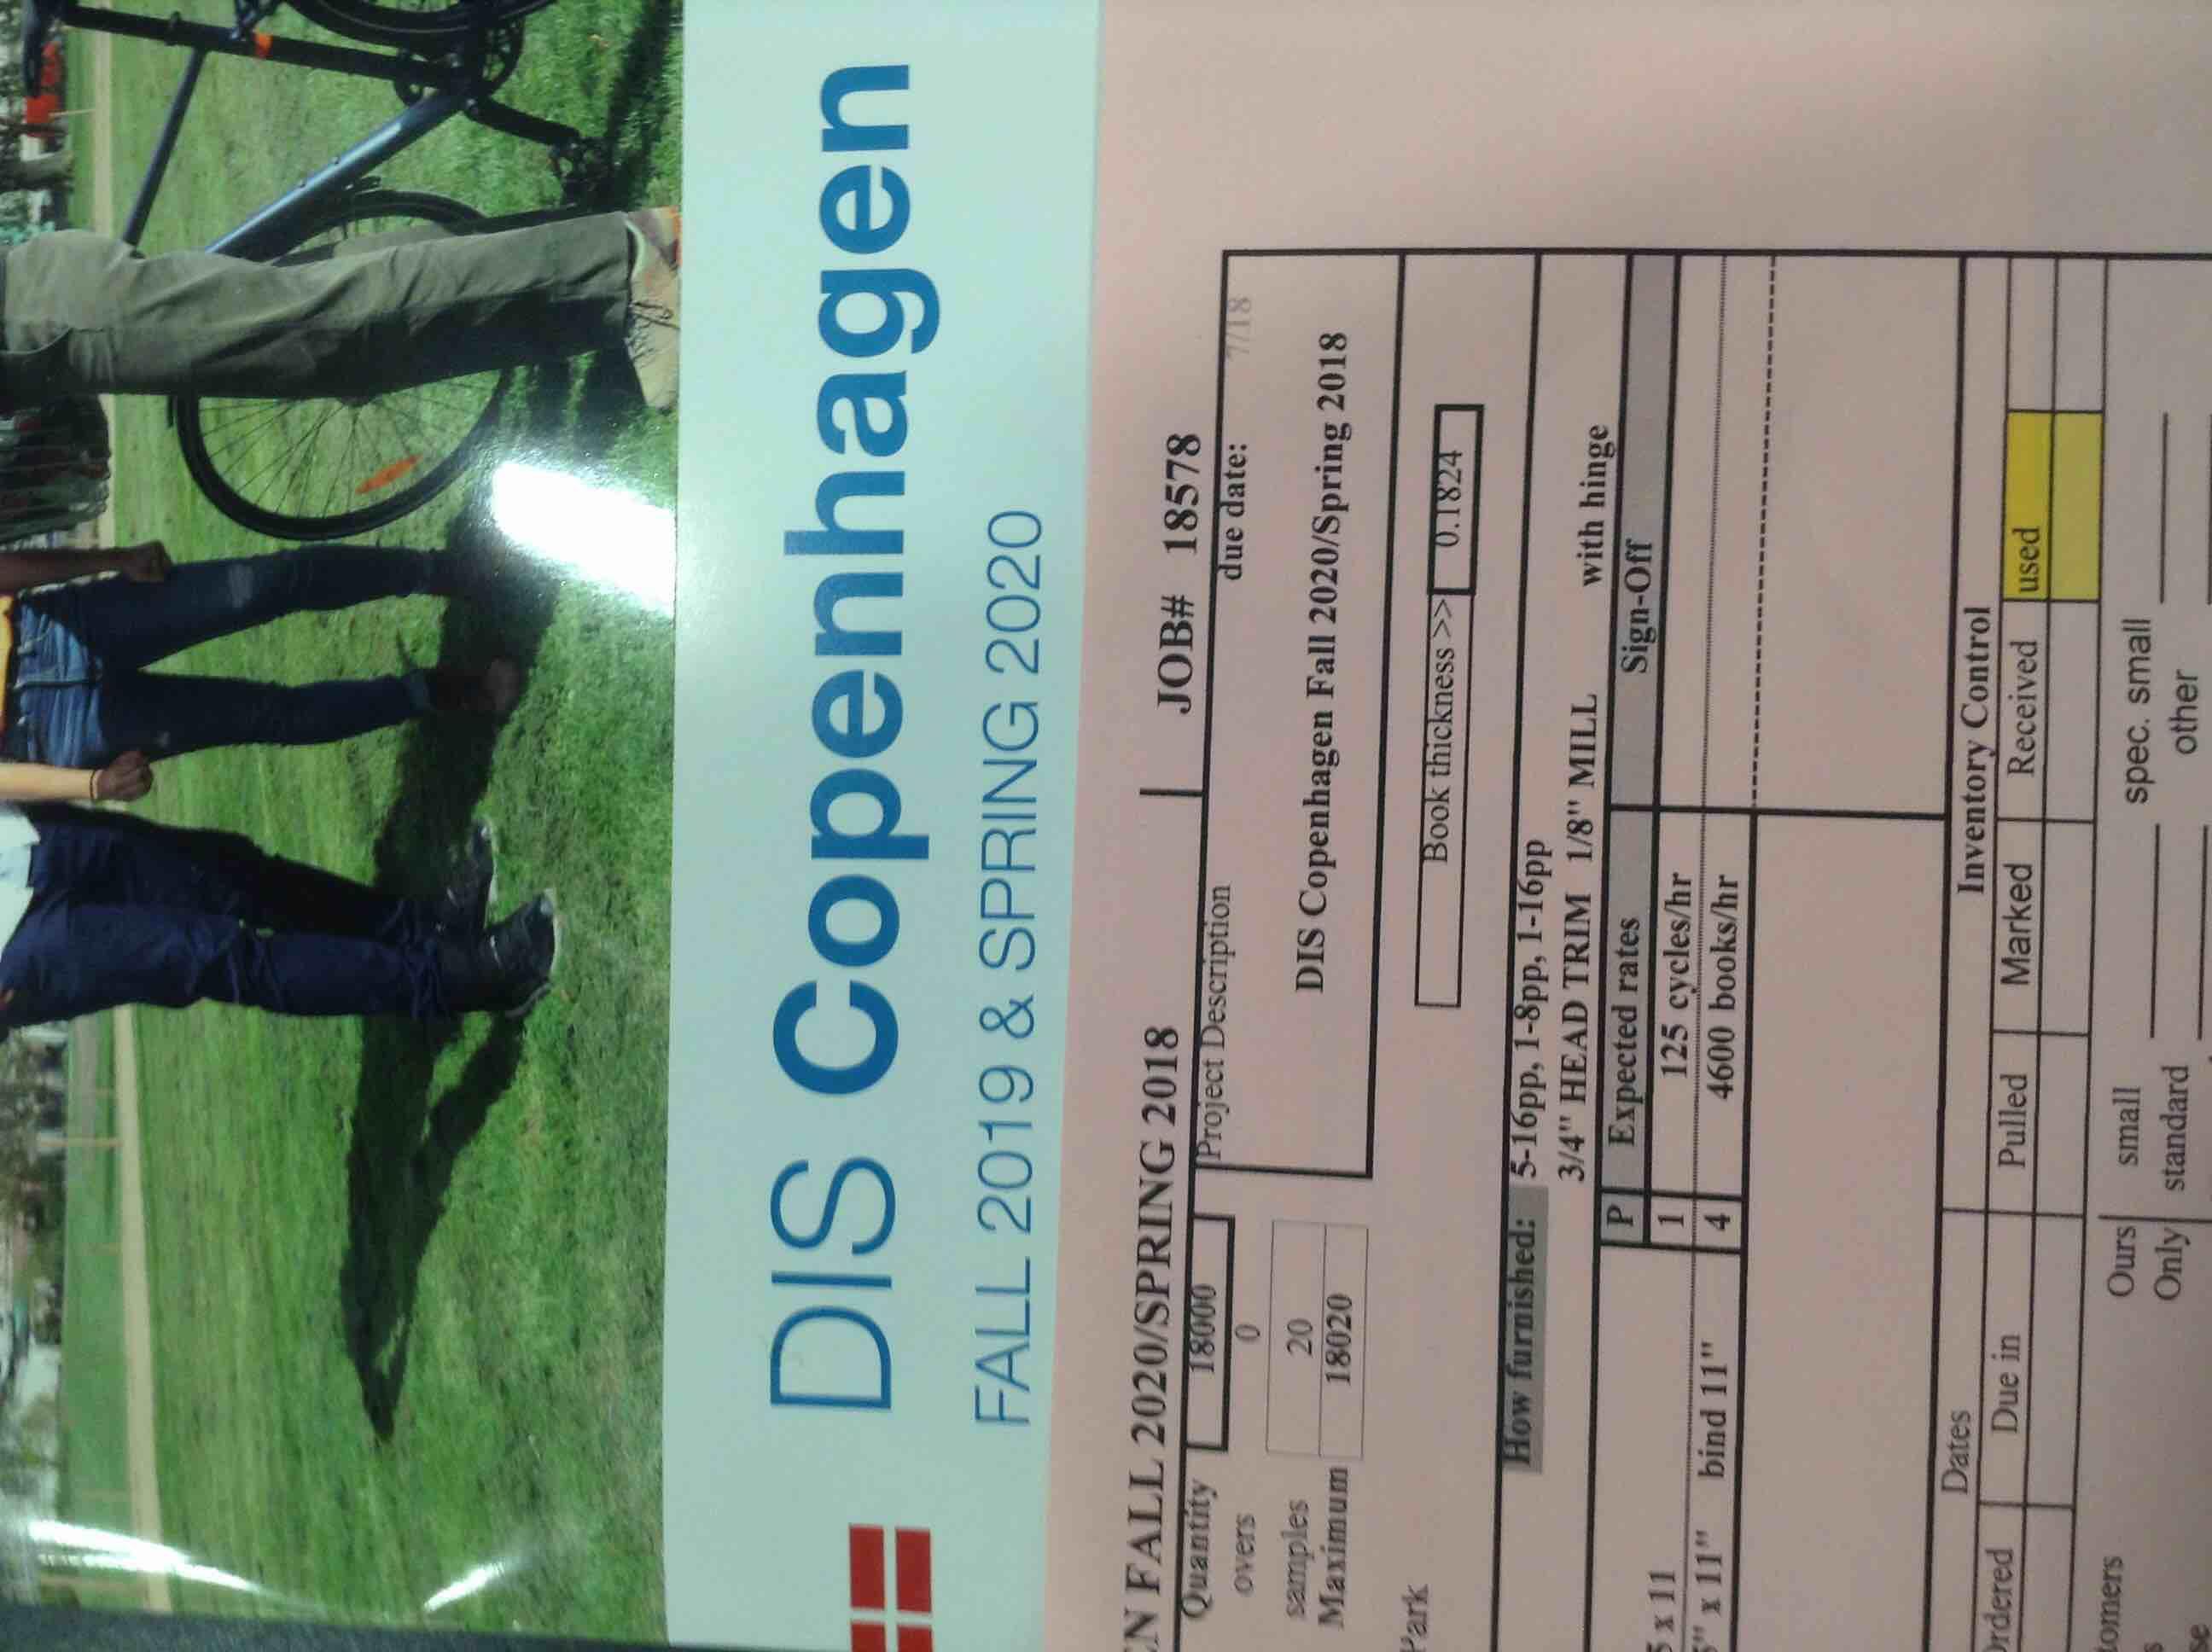 DIS Copenhagen
FALL 2019 & SPRING 2020
FALL 2020/SPRING 2018 JOB# 18578
Quantity 18000 Project Description due date: 7/18
overs 0
samples 20 DIS Copenhagen Fall 2020/Spring 2018
Maximum 18020
Park Book thickness >> 0.1824
How furnished: 5-16pp, 1-8pp, 1-16pp
3/4" HEAD TRIM 1/8" MILL with hinge
P Expected rates Sign-Off
x 11 1 125 cycles/hr
x 11" bind 11" 4 4600 books/hr
Dates Inventory Control
Due in Pulled Marked Received used
Ours small spec. small
Only standard other